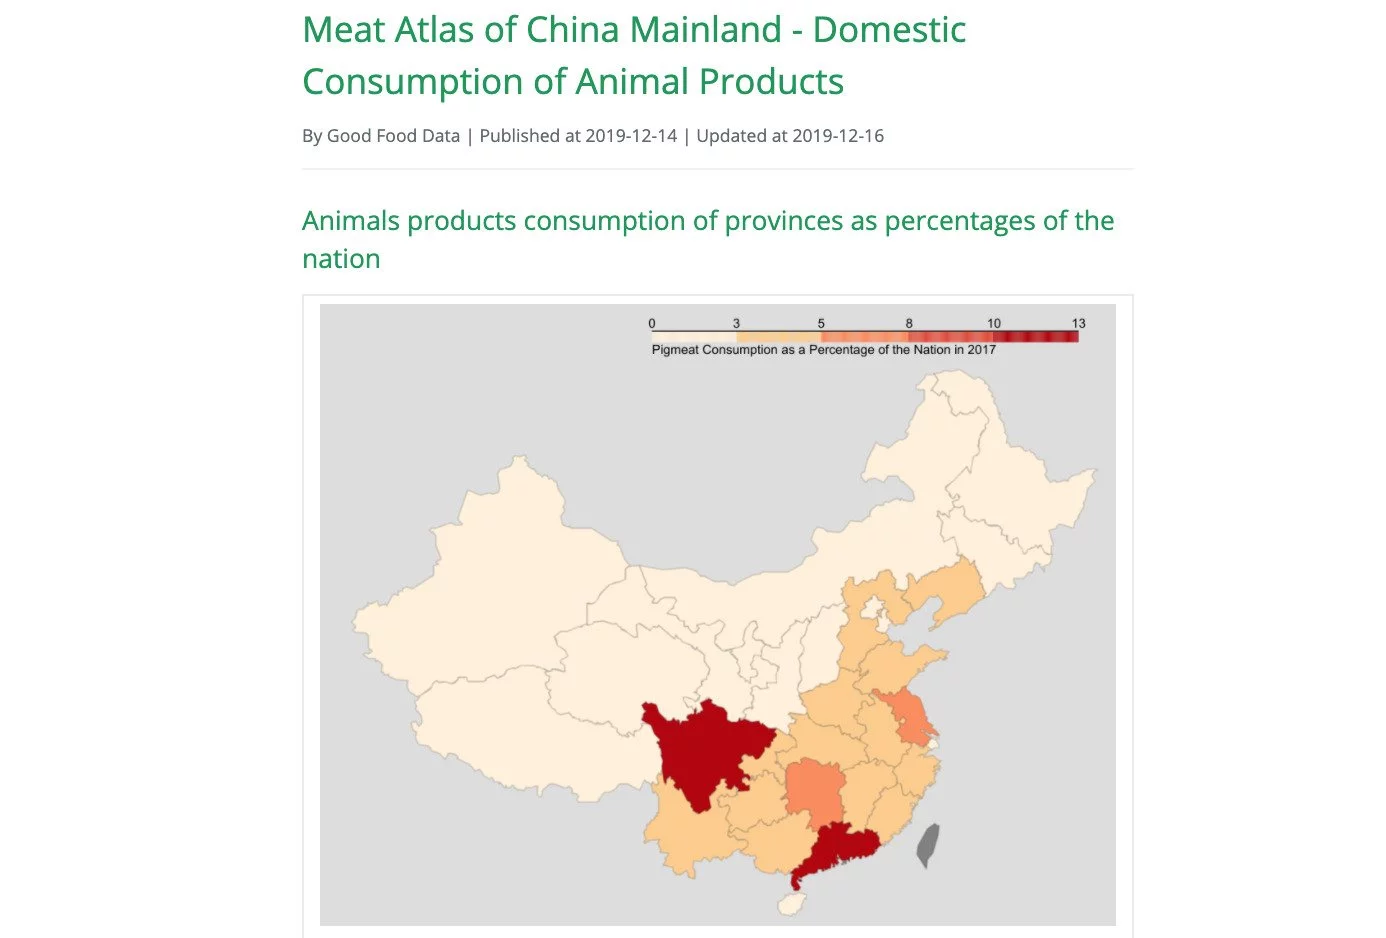 Meat Atlas of China Mainland - Domestic
Consumption of Animal Products
By Good Food Data | Published at 2019-12-14 | Updated at 2019-12-16
Animals products consumption of provinces as percentages of the
nation
0 3 5 8 10 13
Pigmeat Consumption as a Percentage of the Nation in 2017